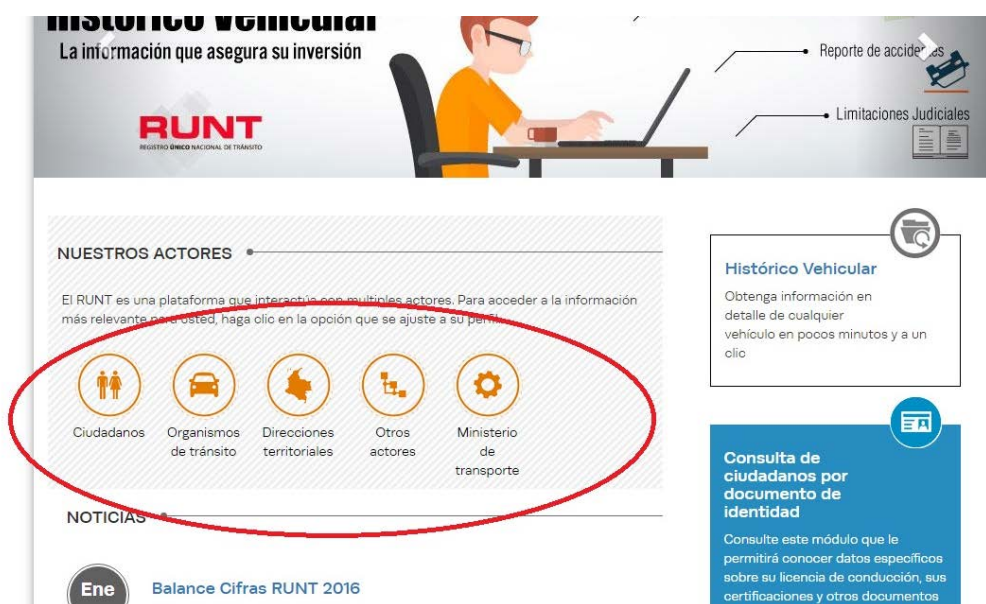 Histórico Vehicular
La información que asegura su inversión
Reporte de accidentes
Limitaciones Judiciales
RUNT
REGISTRO ÚNICO NACIONAL DE TRÁNSITO
NUESTROS ACTORES
El RUNT es una plataforma que interactúa con multiples actores. Para acceder a la información
más relevante para usted, haga clic en la opción que se ajuste a su perfil.
Ciudadanos
Organismos
de tránsito
Direcciones
territoriales
Otros
actores
Ministerio
de
transporte
NOTICIAS
Ene
Balance Cifras RUNT 2016
Histórico Vehicular
Obtenga información en
detalle de cualquier
vehículo en pocos minutos y a un
clic
Consulta de
ciudadanos por
documento de
identidad
Consulte este módulo que le
permitirá conocer datos específicos
sobre su licencia de conducción, sus
certificaciones y otros documentos